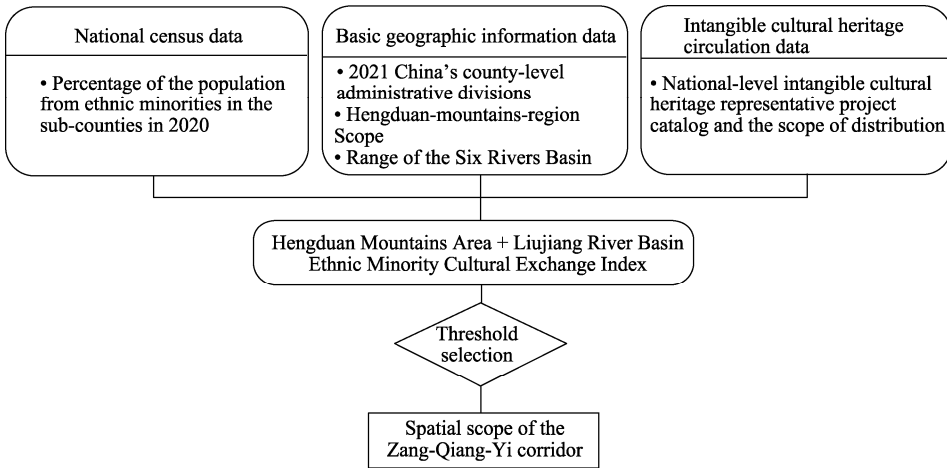 National census data
• Percentage of the population
from ethnic minorities in the
sub-counties in 2020
Basic geographic information data
• 2021 China's county-level
administrative divisions
• Hengduan-mountains-region
Scope
• Range of the Six Rivers Basin
Intangible cultural heritage
circulation data
• National-level intangible cultural
heritage representative project
catalog and the scope of distribution
Hengduan Mountains Area + Liujiang River Basin
Ethnic Minority Cultural Exchange Index
Threshold
selection
Spatial scope of the
Zang-Qiang-Yi corridor